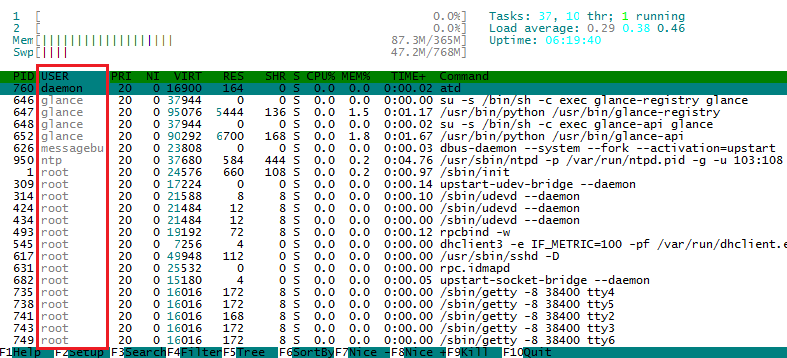 1 [ 0.0%] Tasks: 37, 10 thr; 1 running
2 [ 0.0%] Load average: 0.29 0.38 0.46
Mem[|||||||||||||||||| 87.3M/365M] Uptime: 06:19:40
Swp[|||| 47.2M/768M]
PID USER PRI NI VIRT RES SHR S CPU% MEM% TIME+ Command
760 daemon 20 0 16900 164 0 S 0.0 0.0 0:00.02 atd
646 glance 20 0 37944 0 0 S 0.0 0.0 0:00.00 su -s /bin/sh -c exec glance-registry glance
647 glance 20 0 95076 5444 136 S 0.0 1.5 0:01.17 /usr/bin/python /usr/bin/glance-registry
648 glance 20 0 37944 0 0 S 0.0 0.0 0:00.02 su -s /bin/sh -c exec glance-api glance
652 glance 20 0 90292 6700 168 S 0.0 1.8 0:01.67 /usr/bin/python /usr/bin/glance-api
626 messagebu 20 0 23808 0 0 S 0.0 0.0 0:00.03 dbus-daemon --system --fork --activation=upstart
950 ntp 20 0 37680 584 444 S 0.0 0.2 0:04.76 /usr/sbin/ntpd -p /var/run/ntpd.pid -g -u 103:108
1 root 20 0 24576 660 108 S 0.0 0.2 0:00.97 /sbin/init
309 root 20 0 17224 0 0 S 0.0 0.0 0:00.14 upstart-udev-bridge --daemon
314 root 20 0 21588 8 8 S 0.0 0.0 0:00.10 /sbin/udevd --daemon
424 root 20 0 21484 12 8 S 0.0 0.0 0:00.00 /sbin/udevd --daemon
434 root 20 0 21484 12 8 S 0.0 0.0 0:00.00 /sbin/udevd --daemon
493 root 20 0 19192 72 8 S 0.0 0.0 0:00.12 rpcbind -w
545 root 20 0 7256 4 0 S 0.0 0.0 0:00.00 dhclient3 -e IF_METRIC=100 -pf /var/run/dhclient.e
617 root 20 0 49948 112 0 S 0.0 0.0 0:00.00 /usr/sbin/sshd -D
631 root 20 0 25532 0 0 S 0.0 0.0 0:00.00 rpc.idmapd
682 root 20 0 15180 4 0 S 0.0 0.0 0:00.05 upstart-socket-bridge --daemon
735 root 20 0 16016 172 8 S 0.0 0.0 0:00.00 /sbin/getty -8 38400 tty4
738 root 20 0 16016 172 8 S 0.0 0.0 0:00.00 /sbin/getty -8 38400 tty5
741 root 20 0 16016 172 8 S 0.0 0.0 0:00.00 /sbin/getty -8 38400 tty2
743 root 20 0 16016 168 8 S 0.0 0.0 0:00.00 /sbin/getty -8 38400 tty3
749 root 20 0 16016 172 8 S 0.0 0.0 0:00.00 /sbin/getty -8 38400 tty6
F1Help F2Setup F3SearchF4FilterF5Tree F6SortByF7Nice -F8Nice +F9Kill F10Quit